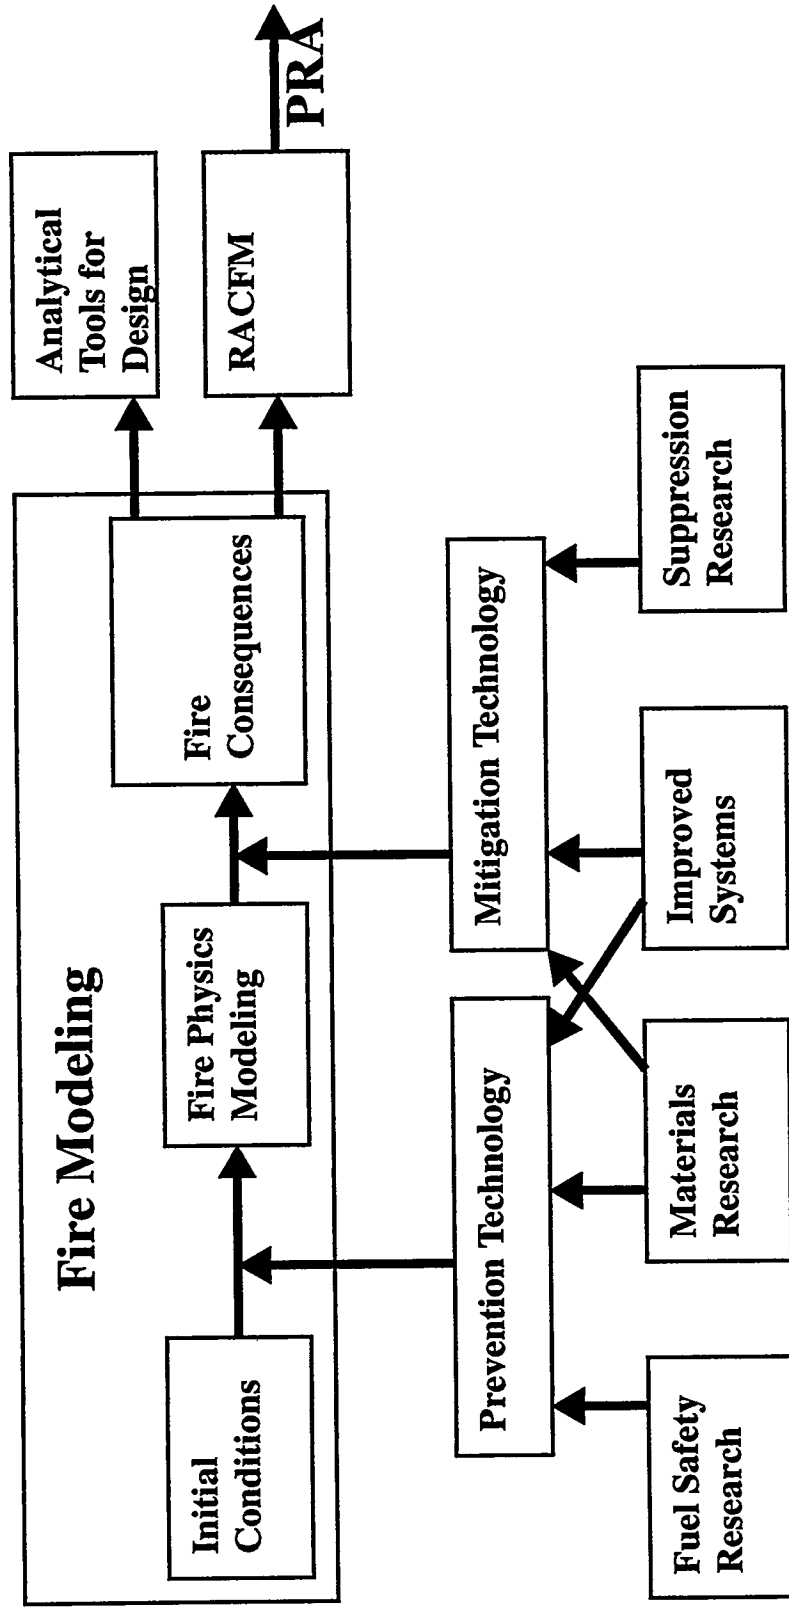 Fire Modeling
Initial
Conditions
Fire Physics
Modeling
Fire
Consequences
Analytical
Tools for
Design
RACFM
PRA
Prevention Technology
Mitigation Technology
Fuel Safety
Research
Materials
Research
Improved
Systems
Suppression
Research